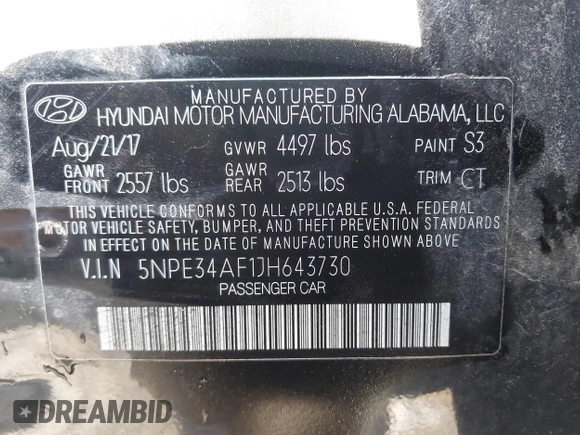 MANUFACTURED BY
HYUNDAI MOTOR MANUFACTURING ALABAMA, LLC
Aug/21/17 GVWR 4497 lbs PAINT S3
GAWR FRONT 2557 lbs GAWR REAR 2513 lbs TRIM CT
THIS VEHICLE CONFORMS TO ALL APPLICABLE U.S.A. FEDERAL
MOTOR VEHICLE SAFETY, BUMPER, AND THEFT PREVENTION STANDARDS
IN EFFECT ON THE DATE OF MANUFACTURE SHOWN ABOVE.
V.I.N 5NPE34AF1JH643730
PASSENGER CAR
DREAMBID